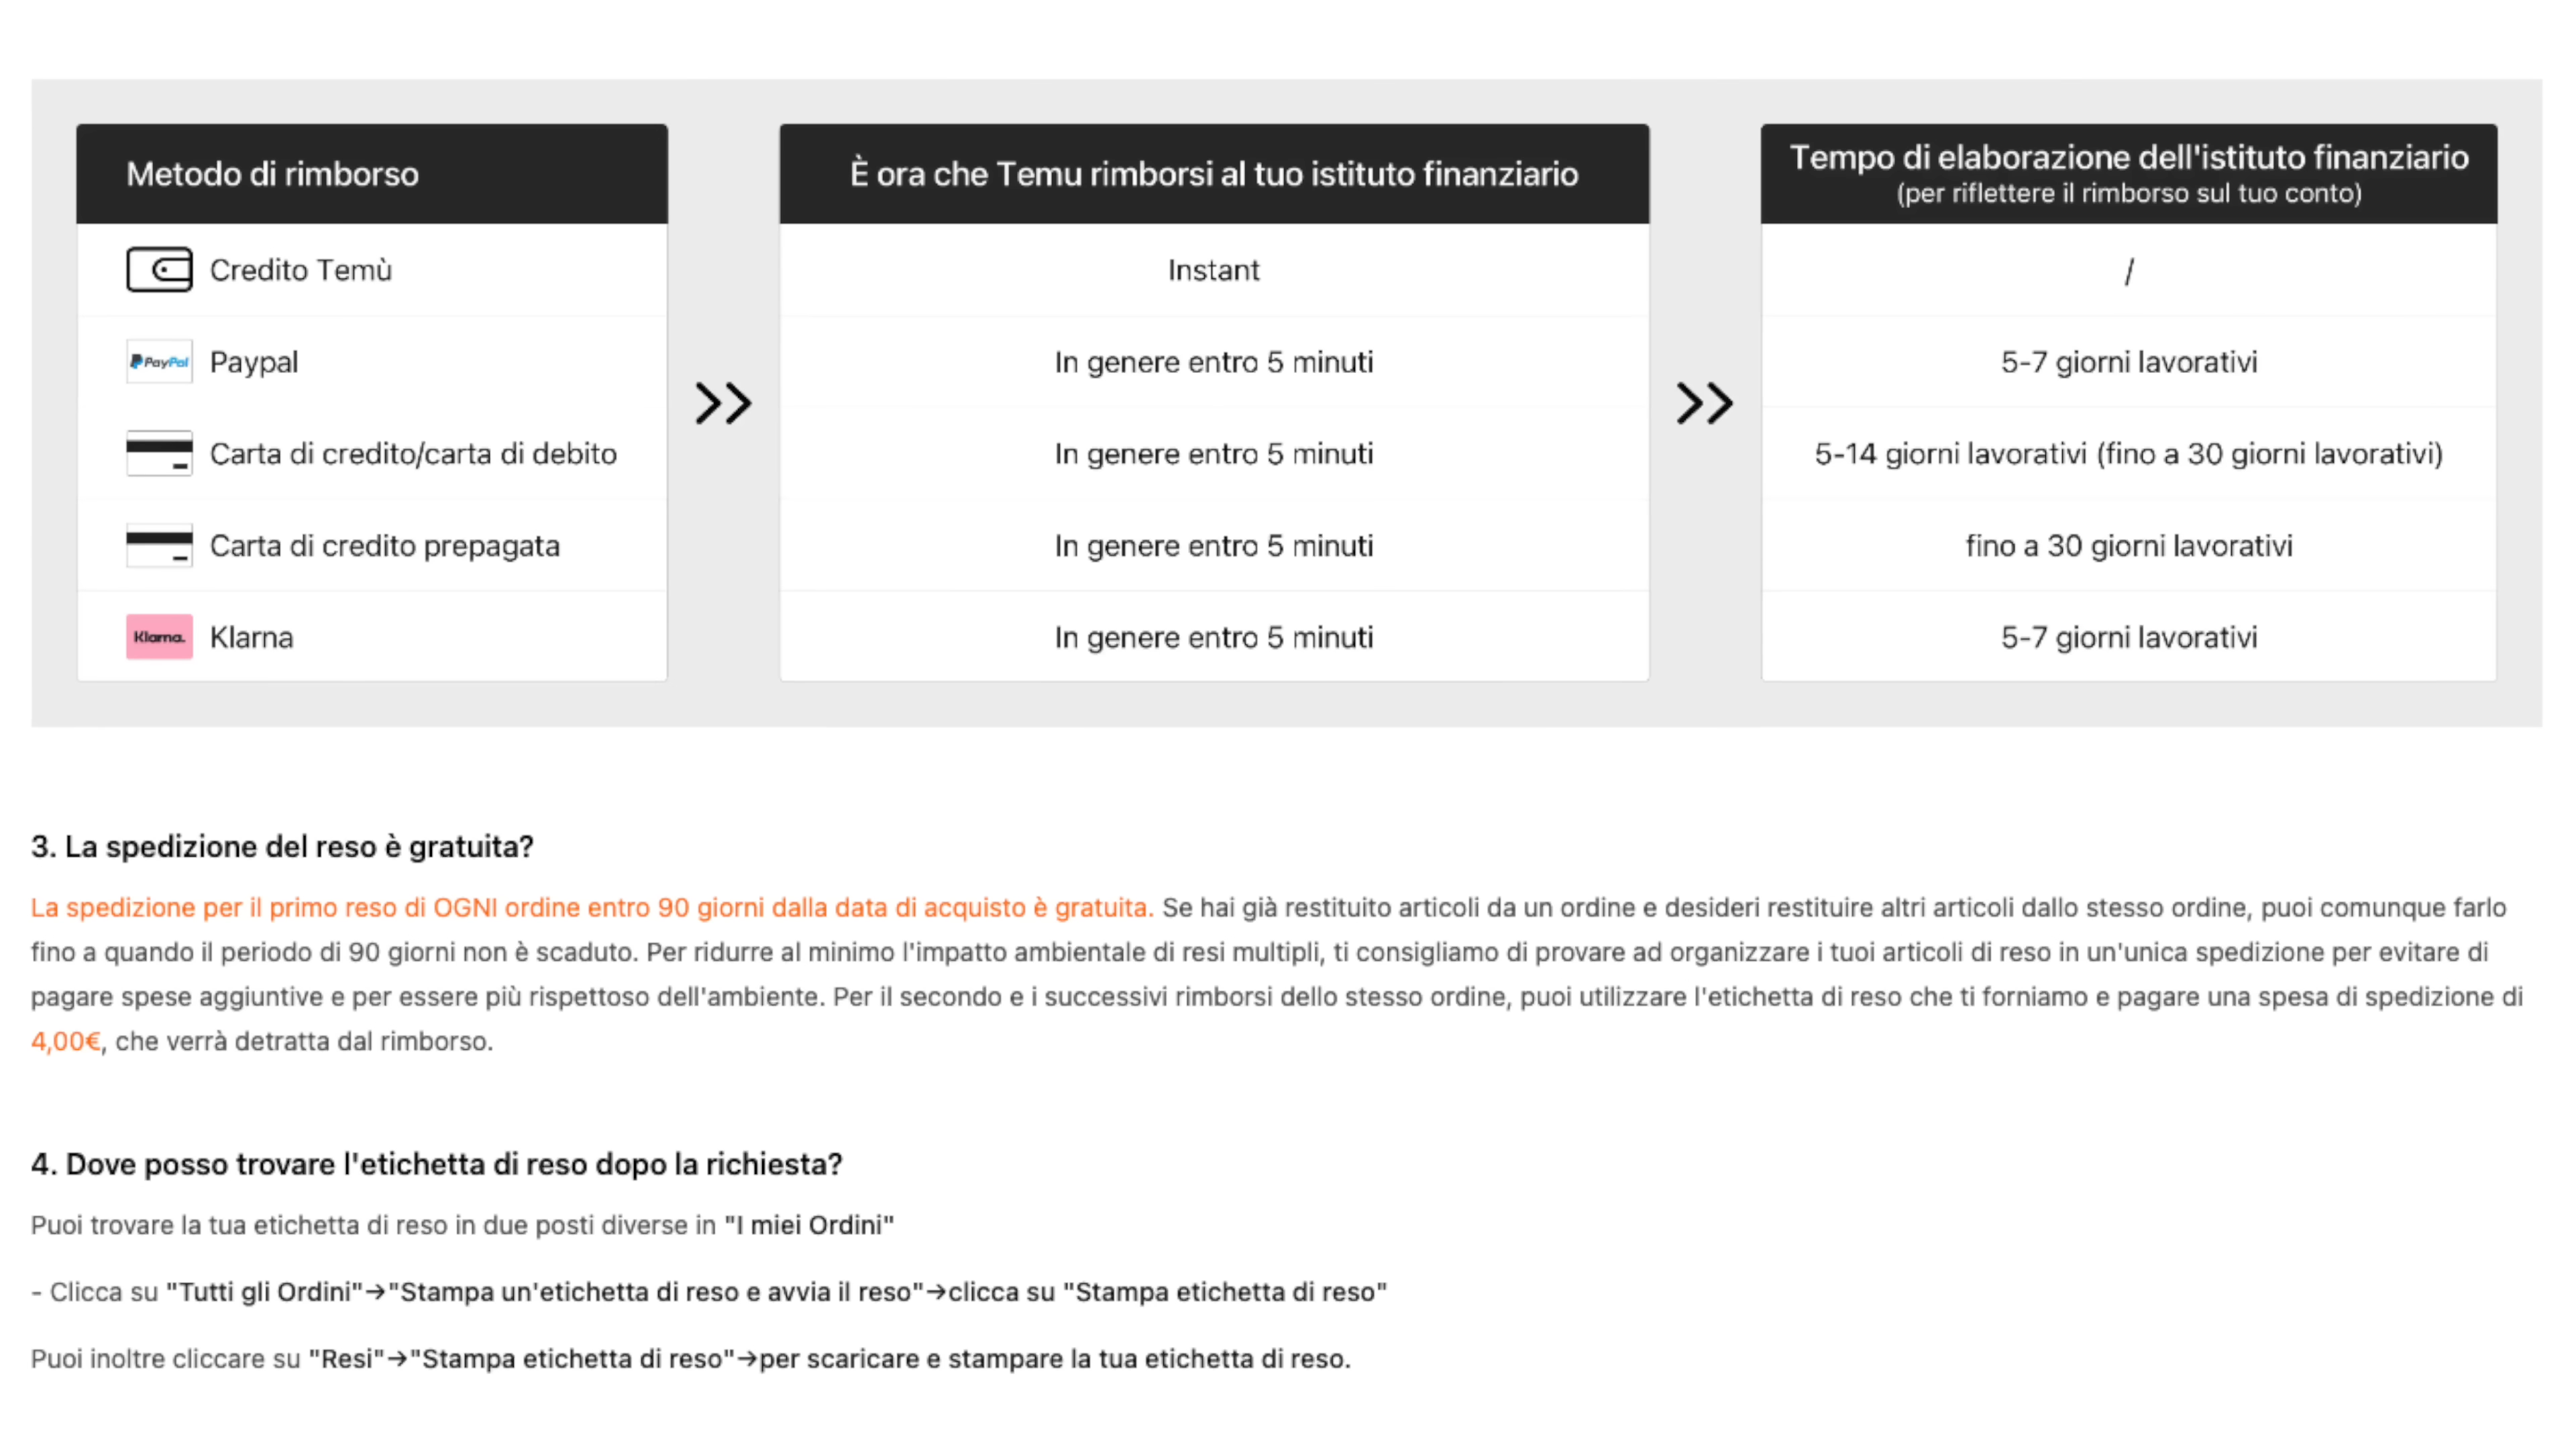 Metodo di rimborso
È ora che Temu rimborsi al tuo istituto finanziario
Tempo di elaborazione dell'istituto finanziario
(per riflettere il rimborso sul tuo conto)
Credito Temù
Instant
/
PayPal
Paypal
In genere entro 5 minuti
5-7 giorni lavorativi
Carta di credito/carta di debito
In genere entro 5 minuti
5-14 giorni lavorativi (fino a 30 giorni lavorativi)
Carta di credito prepagata
In genere entro 5 minuti
fino a 30 giorni lavorativi
Klarna.
Klarna
In genere entro 5 minuti
5-7 giorni lavorativi
3. La spedizione del reso è gratuita?
La spedizione per il primo reso di OGNI ordine entro 90 giorni dalla data di acquisto è gratuita. Se hai già restituito articoli da un ordine e desideri restituire altri articoli dallo stesso ordine, puoi comunque farlo
fino a quando il periodo di 90 giorni non è scaduto. Per ridurre al minimo l'impatto ambientale di resi multipli, ti consigliamo di provare ad organizzare i tuoi articoli di reso in un'unica spedizione per evitare di
pagare spese aggiuntive e per essere più rispettoso dell'ambiente. Per il secondo e i successivi rimborsi dello stesso ordine, puoi utilizzare l'etichetta di reso che ti forniamo e pagare una spesa di spedizione di
4,00€, che verrà detratta dal rimborso.
4. Dove posso trovare l'etichetta di reso dopo la richiesta?
Puoi trovare la tua etichetta di reso in due posti diverse in "I miei Ordini"
- Clicca su "Tutti gli Ordini"→"Stampa un'etichetta di reso e avvia il reso"→clicca su "Stampa etichetta di reso"
Puoi inoltre cliccare su "Resi"→"Stampa etichetta di reso"→per scaricare e stampare la tua etichetta di reso.